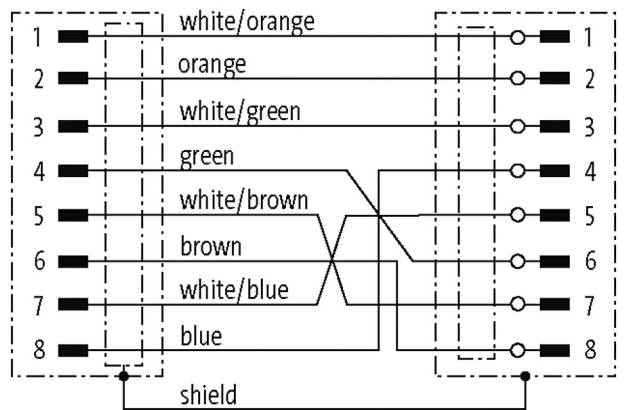 1 white/orange 1
2 orange 2
3 white/green 3
4 green 4
5 white/brown 5
6 brown 6
7 white/blue 7
8 blue 8
shield